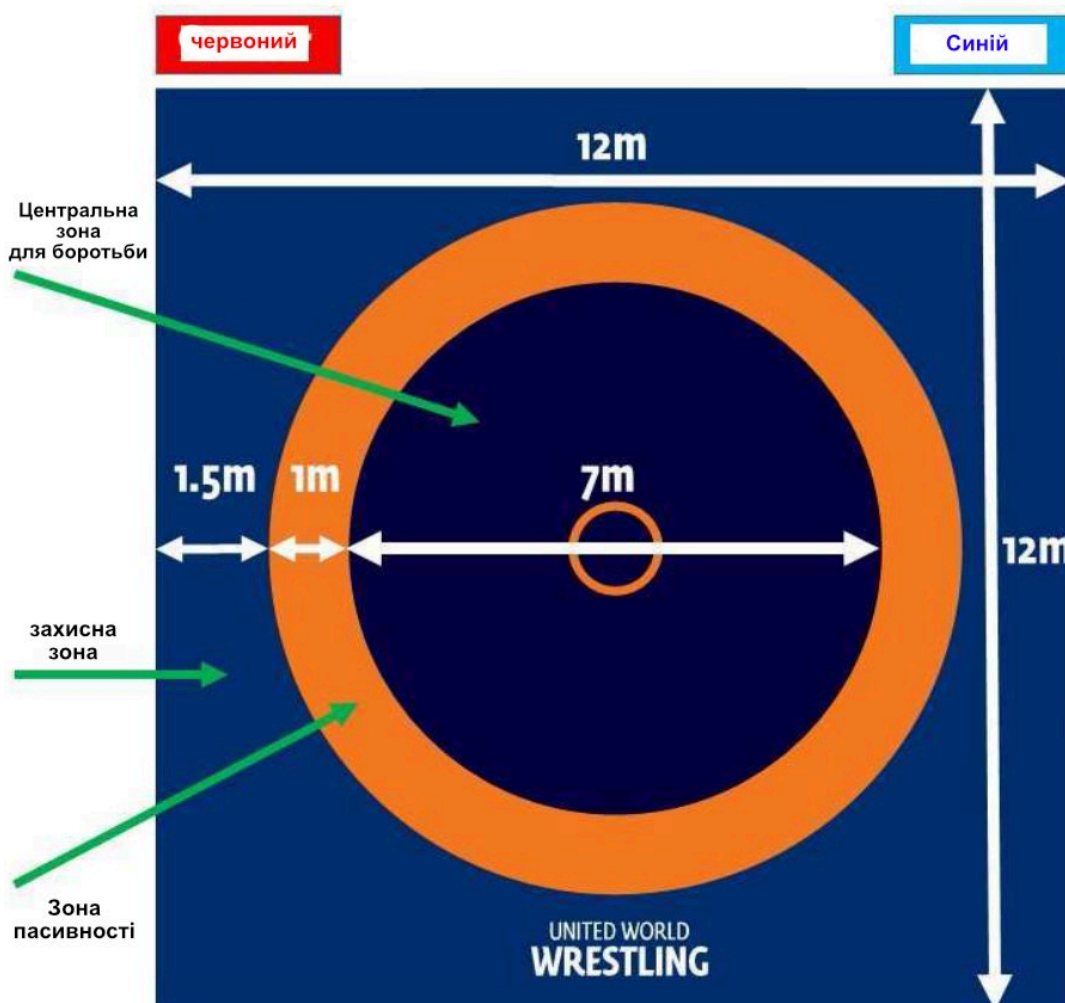 червоний
Синій
12m
Центральна
зона
для боротьби
1.5m
1m
7m
12m
захисна
зона
Зона
пасивності
UNITED WORLD
WRESTLING